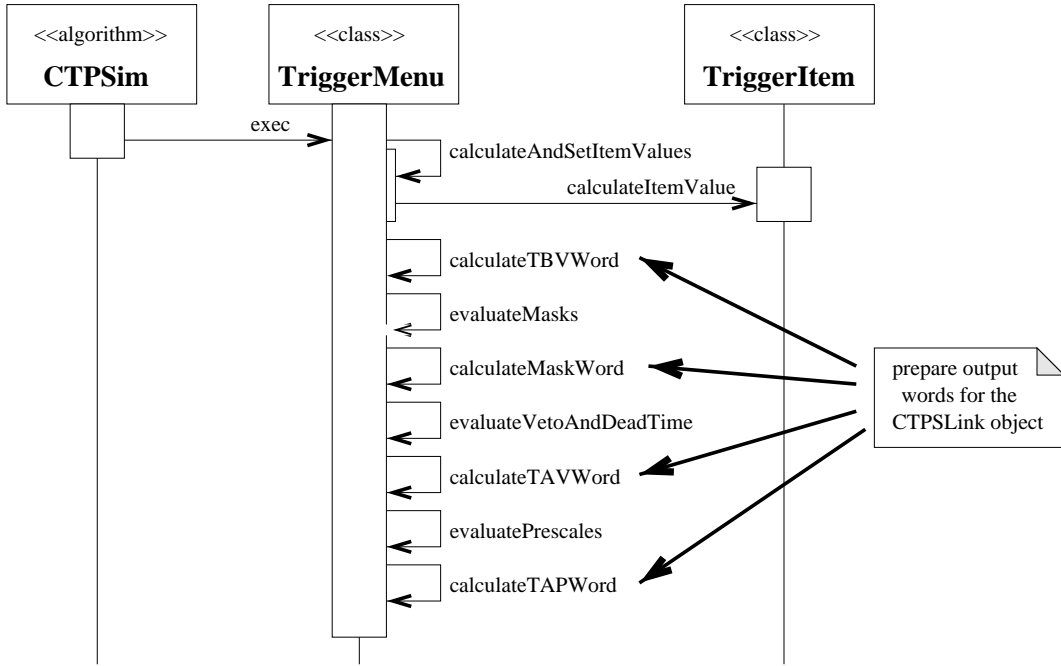 <<algorithm>>
CTPSim
<<class>>
TriggerMenu
<<class>>
TriggerItem
exec
calculateAndSetItemValues
calculateItemValue
calculateTBVWord
evaluateMasks
calculateMaskWord
evaluateVetoAndDeadTime
calculateTAVWord
evaluatePrescales
calculateTAPWord
prepare output
words for the
CTPSLink object